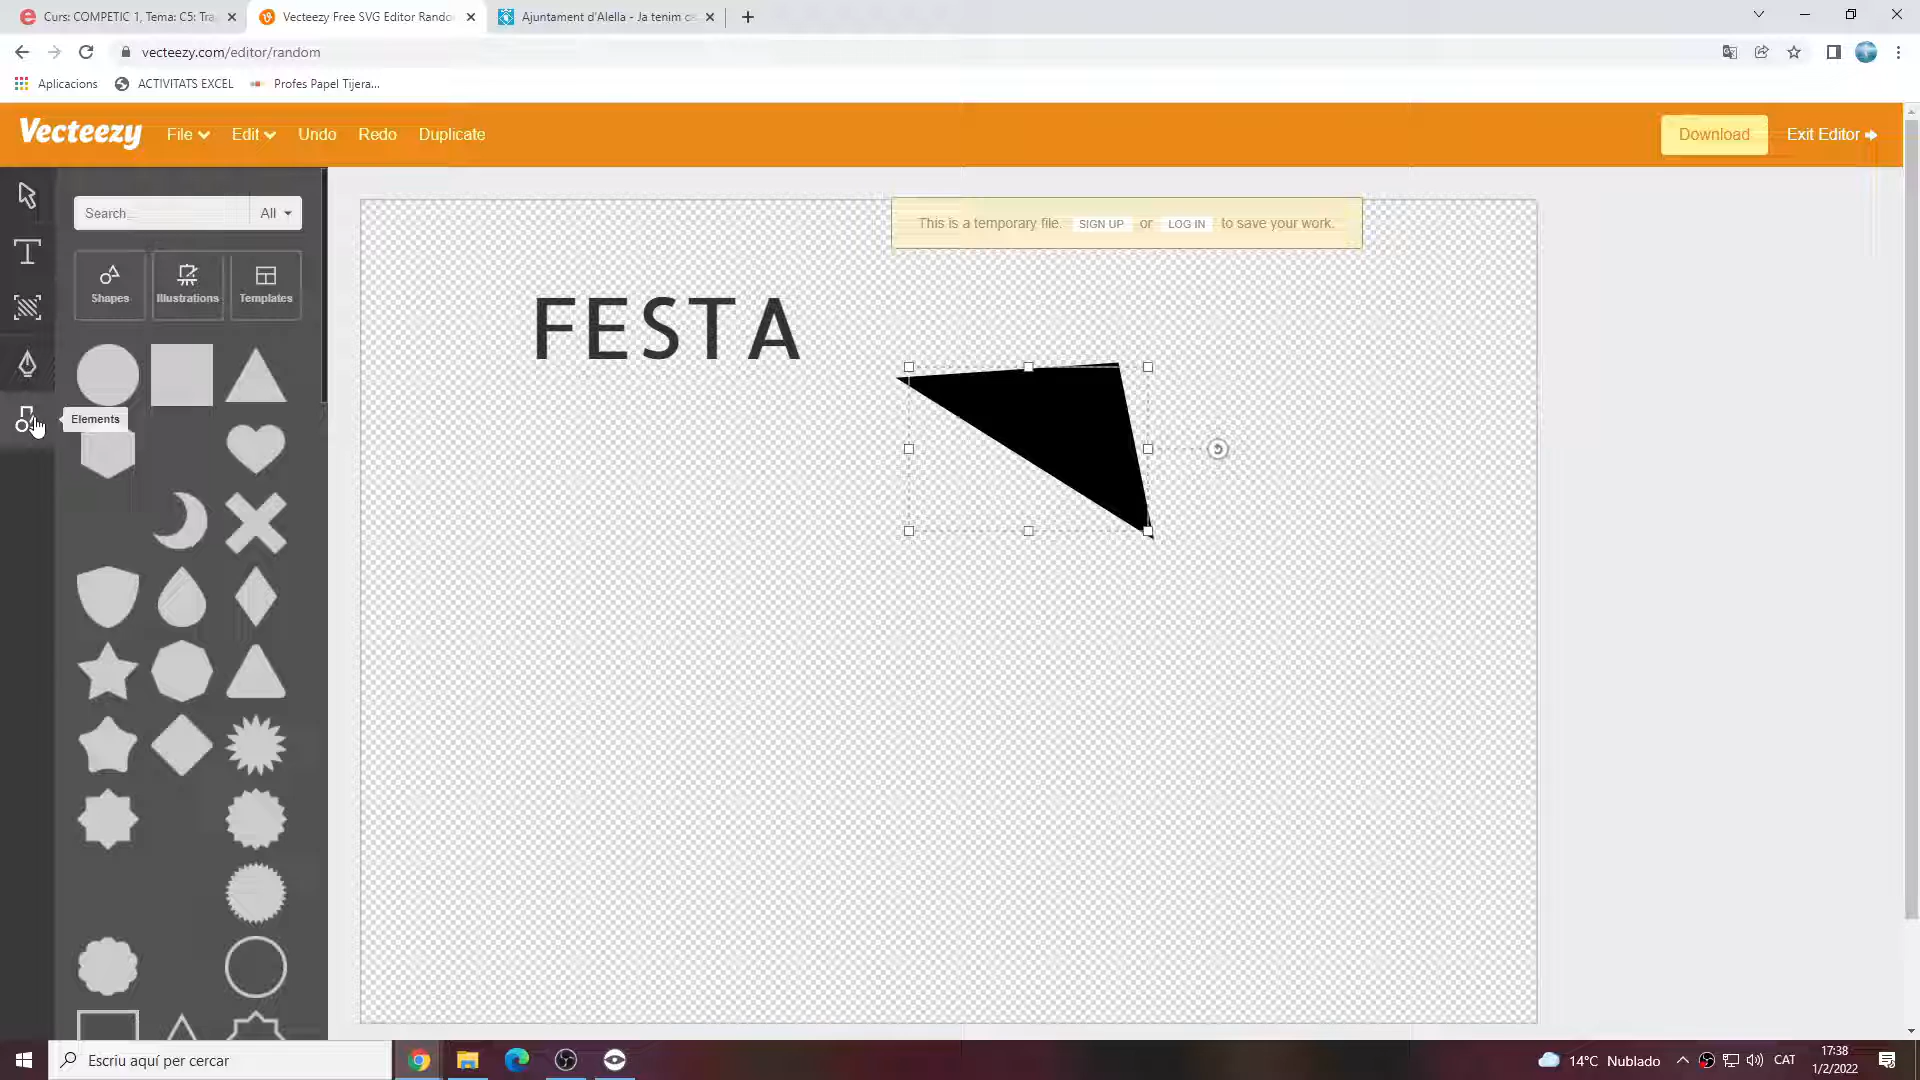 Curs: COMPETIC 1, Tema: C5: Tra
Vecteezy Free SVG Editor Rando
Ajuntament d'Alella - Ja tenim c
vecteezy.com/editor/random
Aplicacions
ACTIVITATS EXCEL
Profes Papel Tijera...
Vecteezy
File
Edit
Undo
Redo
Duplicate
Download
Exit Editor
Search...
All
This is a temporary file. SIGN UP or LOG IN to save your work.
Shapes
Illustrations
Templates
FESTA
Elements
Escriu aquí per cercar
14°C Nublado
CAT
17:38
1/2/2022